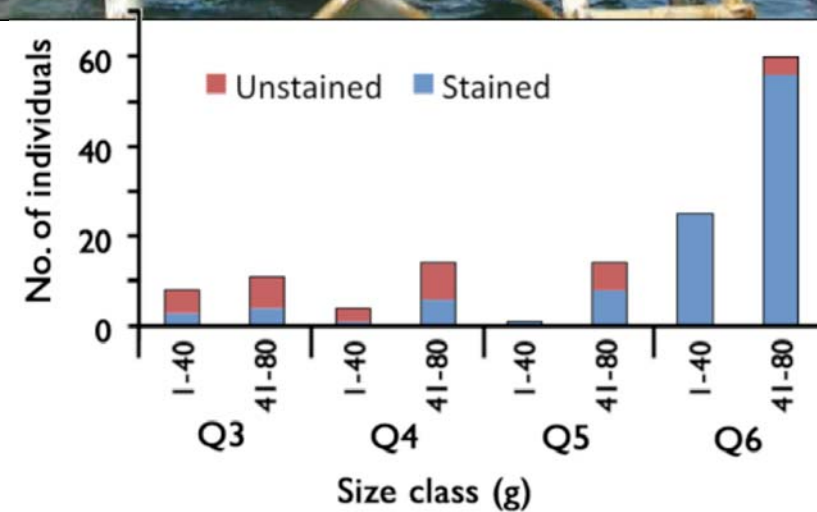 No. of individuals
60
40
20
0
Unstained
Stained
1-40
41-80
1-40
41-80
1-40
41-80
1-40
41-80
Q3
Q4
Q5
Q6
Size class (g)